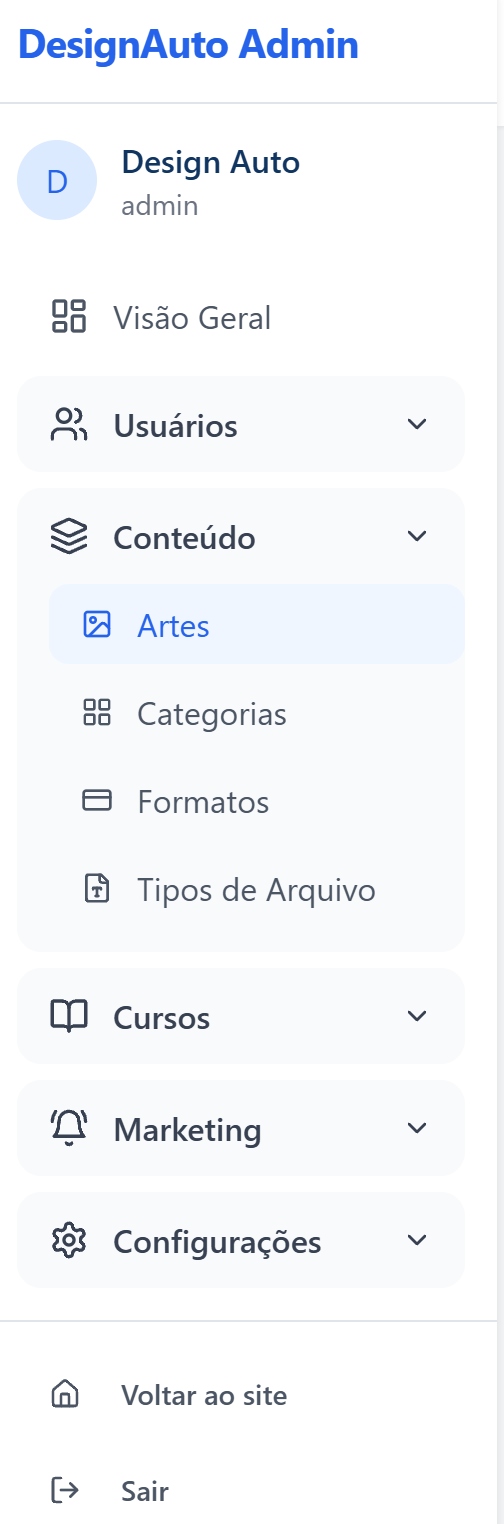 DesignAuto Admin
D
Design Auto
admin
Visão Geral
Usuários
Conteúdo
Artes
Categorias
Formatos
Tipos de Arquivo
Cursos
Marketing
Configurações
Voltar ao site
Sair